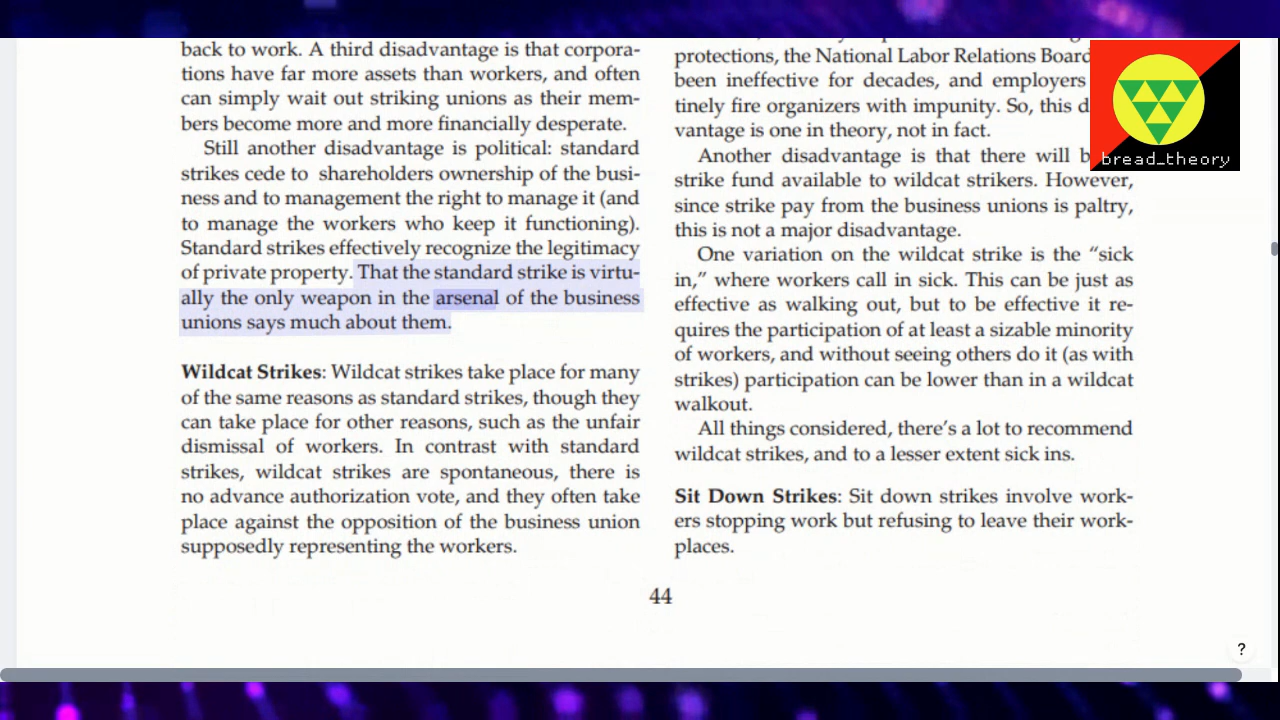 back to work. A third disadvantage is that corpora-
tions have far more assets than workers, and often
can simply wait out striking unions as their mem-
bers become more and more financially desperate.
Still another disadvantage is political: standard
strikes cede to shareholders ownership of the busi-
ness and to management the right to manage it (and
to manage the workers who keep it functioning).
Standard strikes effectively recognize the legitimacy
of private property. That the standard strike is virtu-
ally the only weapon in the arsenal of the business
unions says much about them.
Wildcat Strikes: Wildcat strikes take place for many
of the same reasons as standard strikes, though they
can take place for other reasons, such as the unfair
dismissal of workers. In contrast with standard
strikes, wildcat strikes are spontaneous, there is
no advance authorization vote, and they often take
place against the opposition of the business union
supposedly representing the workers.
protections, the National Labor Relations Board
been ineffective for decades, and employers
tinely fire organizers with impunity. So, this
vantage is one in theory, not in fact.
Another disadvantage is that there will
strike fund available to wildcat strikers. However,
since strike pay from the business unions is paltry,
this is not a major disadvantage.
One variation on the wildcat strike is the “sick
in,” where workers call in sick. This can be just as
effective as walking out, but to be effective it re-
quires the participation of at least a sizable minority
of workers, and without seeing others do it (as with
strikes) participation can be lower than in a wildcat
walkout.
All things considered, there’s a lot to recommend
wildcat strikes, and to a lesser extent sick ins.
Sit Down Strikes: Sit down strikes involve work-
ers stopping work but refusing to leave their work-
places.
44
bread_theory
?